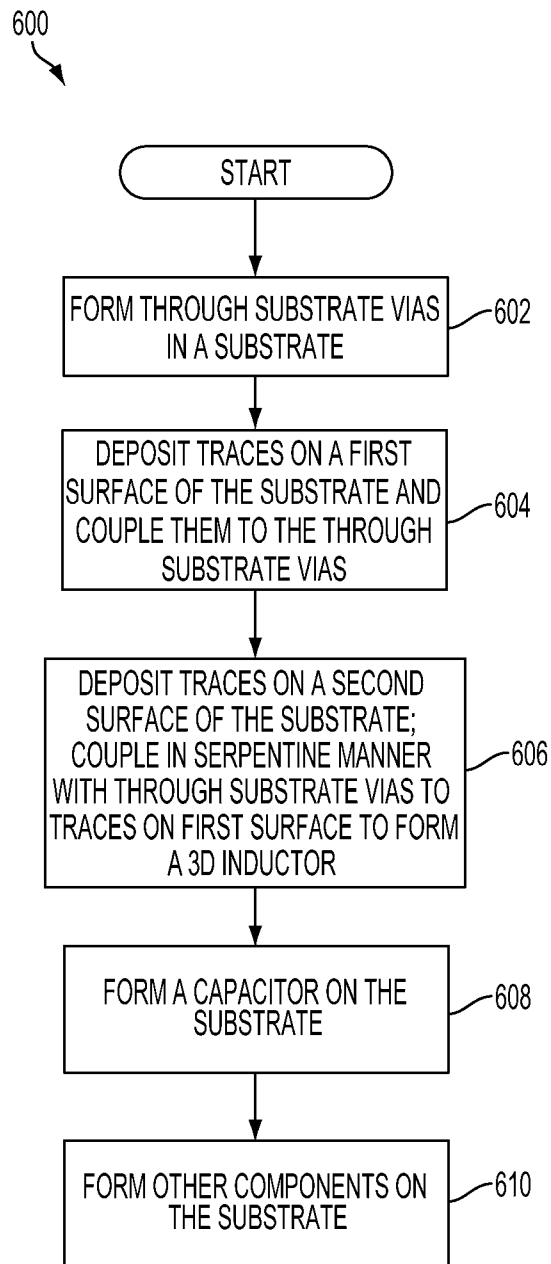 600
START
FORM THROUGH SUBSTRATE VIAS
IN A SUBSTRATE
602
DEPOSIT TRACES ON A FIRST
SURFACE OF THE SUBSTRATE AND
COUPLE THEM TO THE THROUGH
SUBSTRATE VIAS
604
DEPOSIT TRACES ON A SECOND
SURFACE OF THE SUBSTRATE;
COUPLE IN SERPENTINE MANNER
WITH THROUGH SUBSTRATE VIAS TO
TRACES ON FIRST SURFACE TO FORM
A 3D INDUCTOR
606
FORM A CAPACITOR ON THE
SUBSTRATE
608
FORM OTHER COMPONENTS ON
THE SUBSTRATE
610